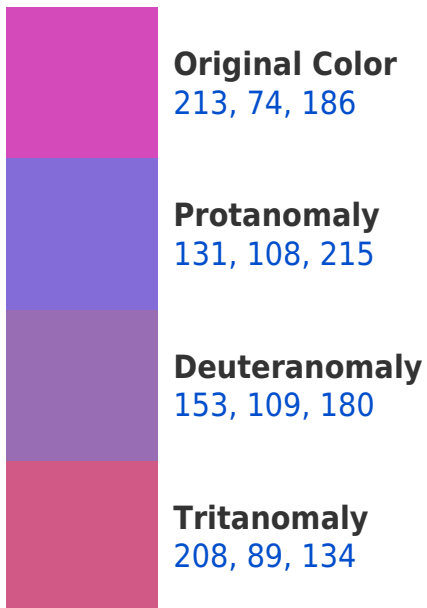 Original Color
213, 74, 186
Protanomaly
131, 108, 215
Deuteranomaly
153, 109, 180
Tritanomaly
208, 89, 134